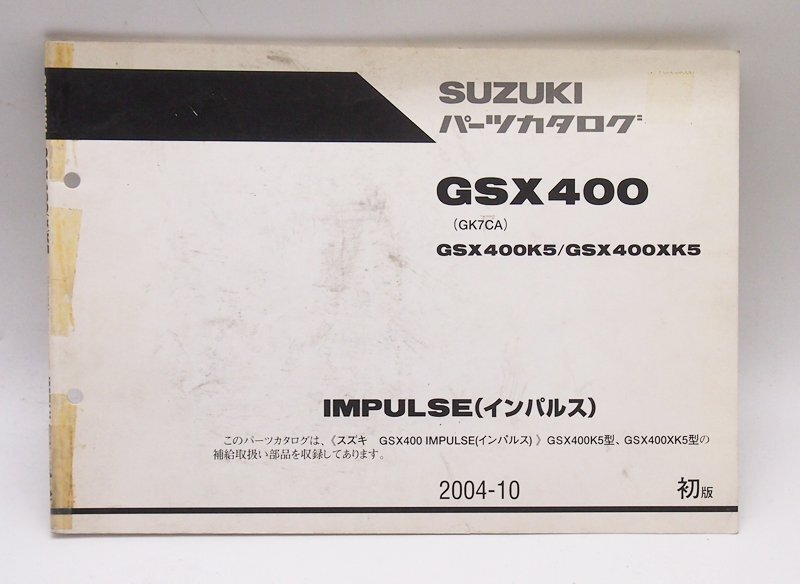 SUZUKI
パーツカタログ
GSX400
(GK7CA)
GSX400K5/GSX400XK5
IMPULSE(インパルス)
このパーツカタログは、《スズキ　GSX400 IMPULSE(インパルス) 》GSX400K5型、GSX400XK5型の
補給取扱い部品を収録してあります。
2004-10
初版